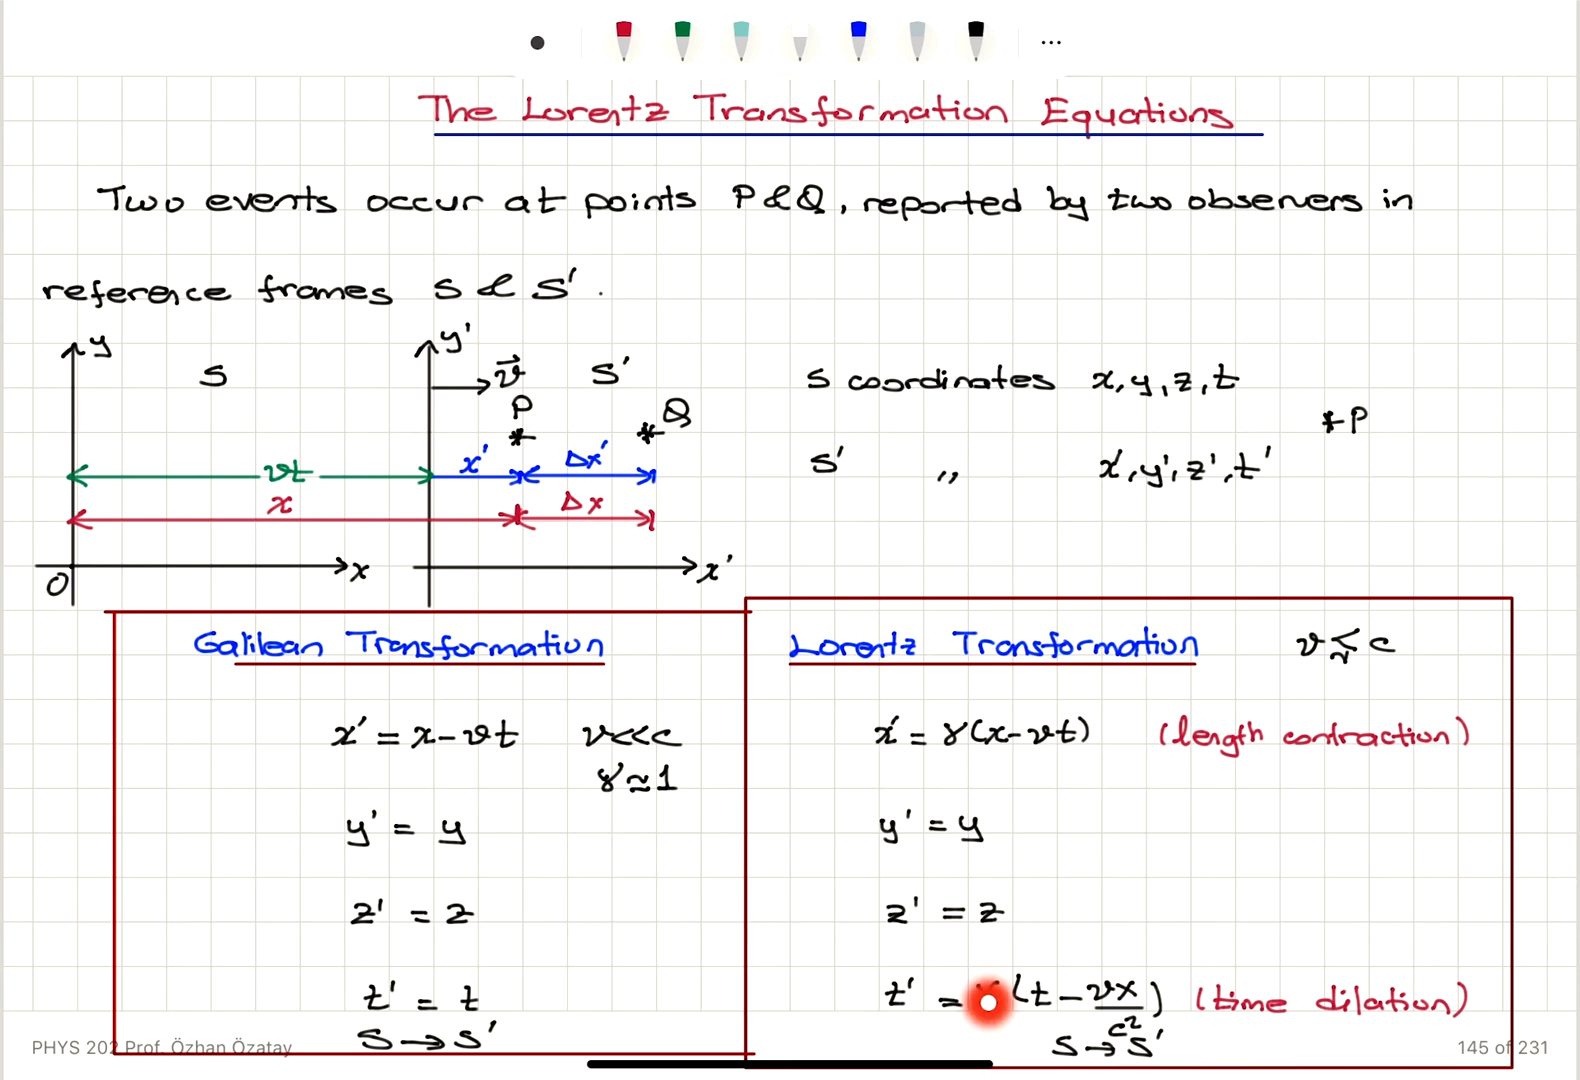 The Lorentz Transformation Equations
Two events occur at points P & Q, reported by two observers in
reference frames S & S'.
y
S
y'
v⃗
S'
P
Q
vt
x'
Δx'
x
Δx
O
x
x'
S coordinates x, y, z, t
*P
S' " x', y', z', t'
Galilean Transformation
x' = x - vt v << c
γ ≃ 1
y' = y
z' = z
t' = t
S → S'
Lorentz Transformation v ≲ c
x' = γ(x - vt) (length contraction)
y' = y
z' = z
t' = (t - vx/c²) (time dilation)
S → S'
PHYS 202 Prof. Özhan Özatay
145 of 231